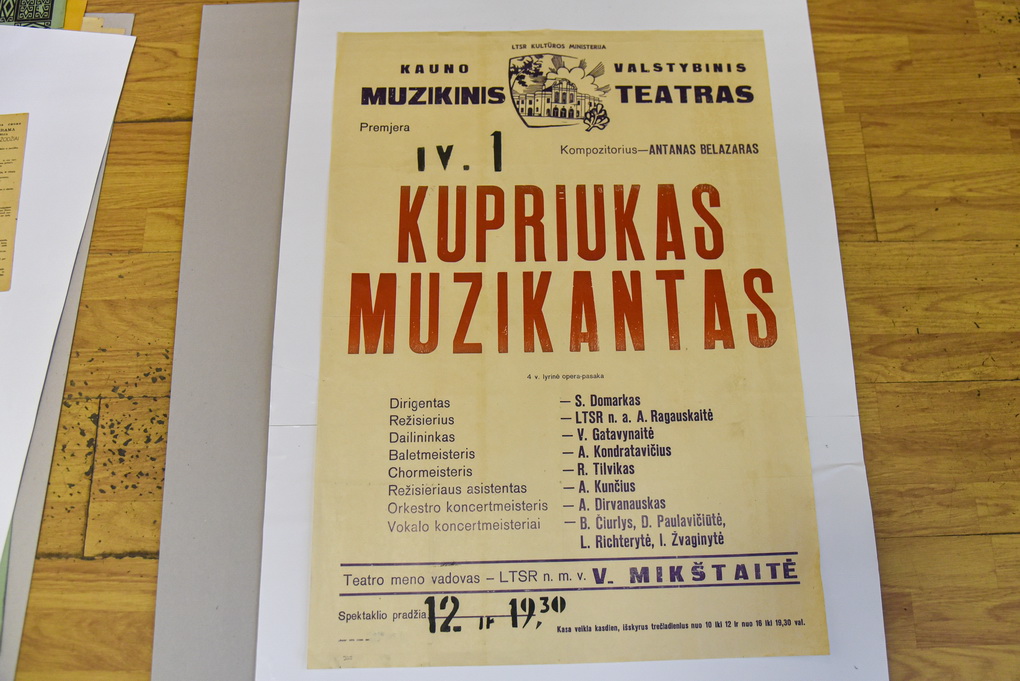 LTSR KULTŪROS MINISTERIJA
KAUNO VALSTYBINIS
MUZIKINIS TEATRAS
Premjera
IV. 1
Kompozitorius—ANTANAS BELAZARAS
KUPRIUKAS
MUZIKANTAS
4 v. lyrinė opera-pasaka
Dirigentas — S. Domarkas
Režisierius — LTSR n. a. A. Ragauskaitė
Dailininkas — V. Gatavynaitė
Baletmeisteris — A. Kondratavičius
Chormeisteris — R. Tilvikas
Režisieriaus asistentas — A. Kunčius
Orkestro koncertmeisteris — A. Dirvanauskas
Vokalo koncertmeisteriai — B. Čiurlys, D. Paulavičiūtė,
L. Richterytė, I. Žvaginytė
Teatro meno vadovas – LTSR n. m. v. V. MIKŠTAITĖ
Spektaklio pradžia 12. ir 19,30
Kasa veikia kasdien, išskyrus trečiadienius nuo 10 iki 12 ir nuo 16 iki 19,30 val.